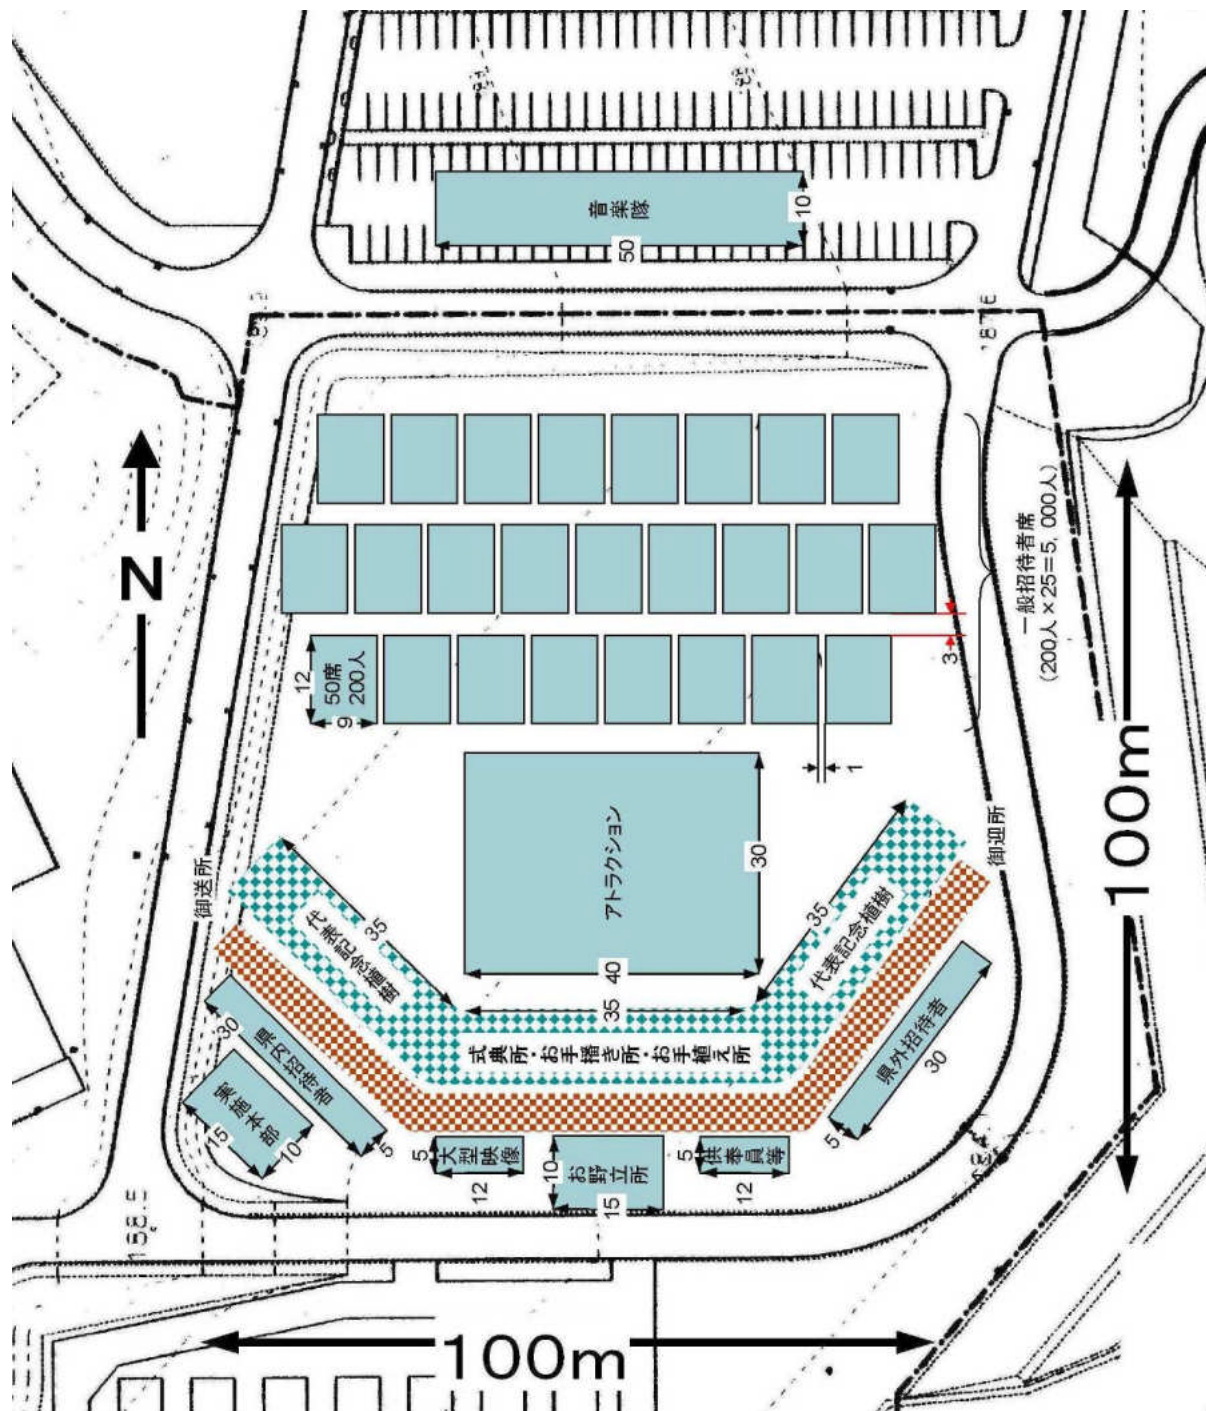 音楽隊
10
50
N
一般招待者席
(200人×25=5,000人)
12
50席
200人
9
3
1
100m
アトラクション
30
40
御送所
御迎所
代表記念植樹
35
代表記念植樹
35
35
式典所・お手播き所・お手植え所
県内招待者
30
5
実施本部
15
10
大型映像
5
12
お野立所
10
15
供奉員等
5
12
県外招待者
30
5
158.5
100m